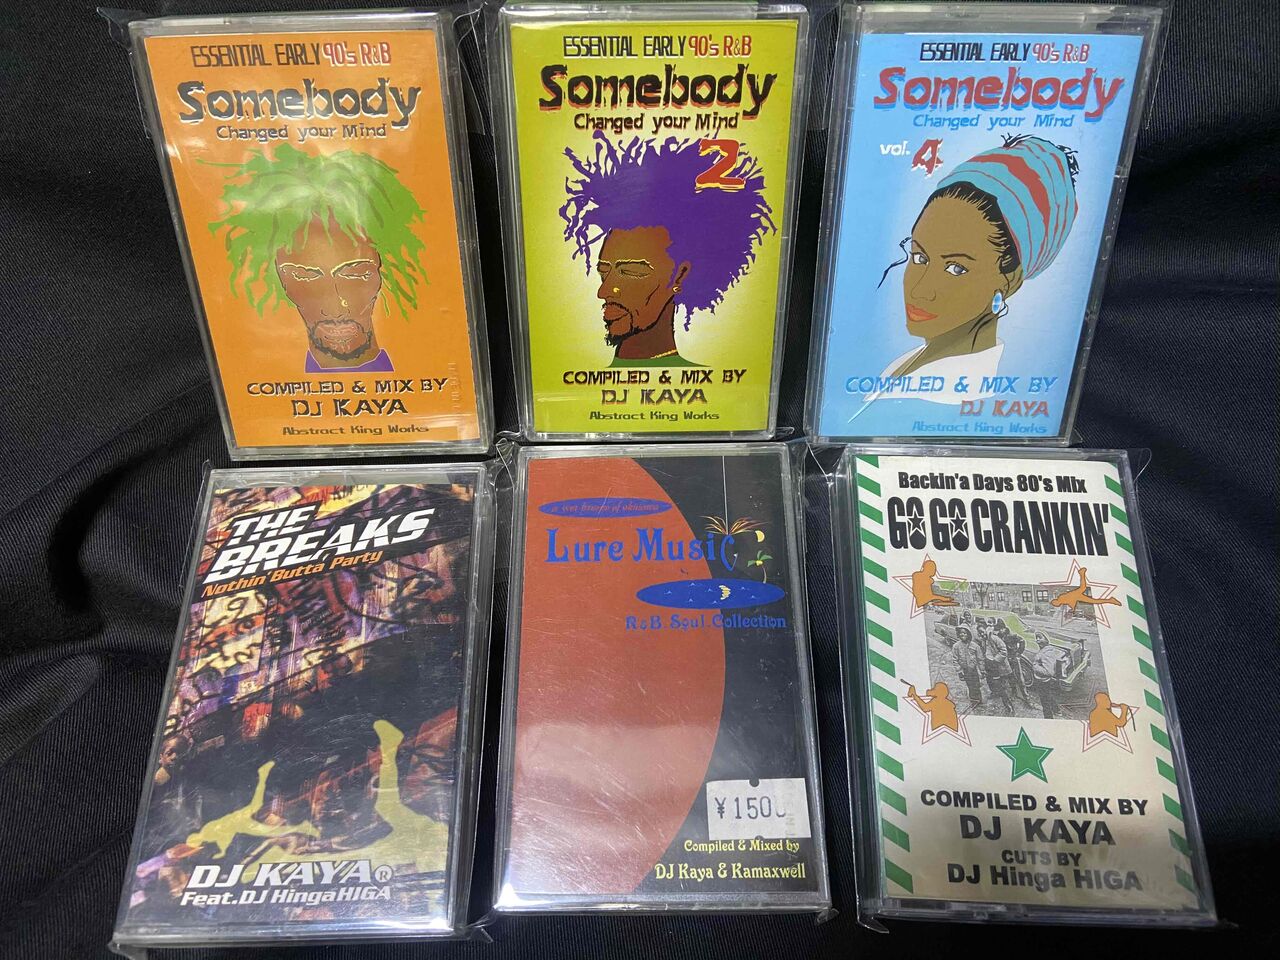 ESSENTIAL EARLY 90's R&B
Somebody
Changed your Mind
COMPILED & MIX BY
DJ KAYA
Abstract King Works
ESSENTIAL EARLY 90's R&B
Somebody
Changed your Mind
2
COMPILED & MIX BY
DJ KAYA
Abstract King Works
ESSENTIAL EARLY 90's R&B
Somebody
Changed your Mind
vol. 4
COMPILED & MIX BY
DJ KAYA
Abstract King Works
THE
BREAKS
Nothin' Butta' Party
DJ KAYA®
Feat.DJ HingaHIGA
Lure Music
R&B. Soul. Collection
¥1500
Compiled & Mixed by
DJ Kaya & Kamaxwell
Backin'a Days 80's Mix
GO GO CRANKIN'
COMPILED & MIX BY
DJ KAYA
CUTS BY
DJ Hinga HIGA